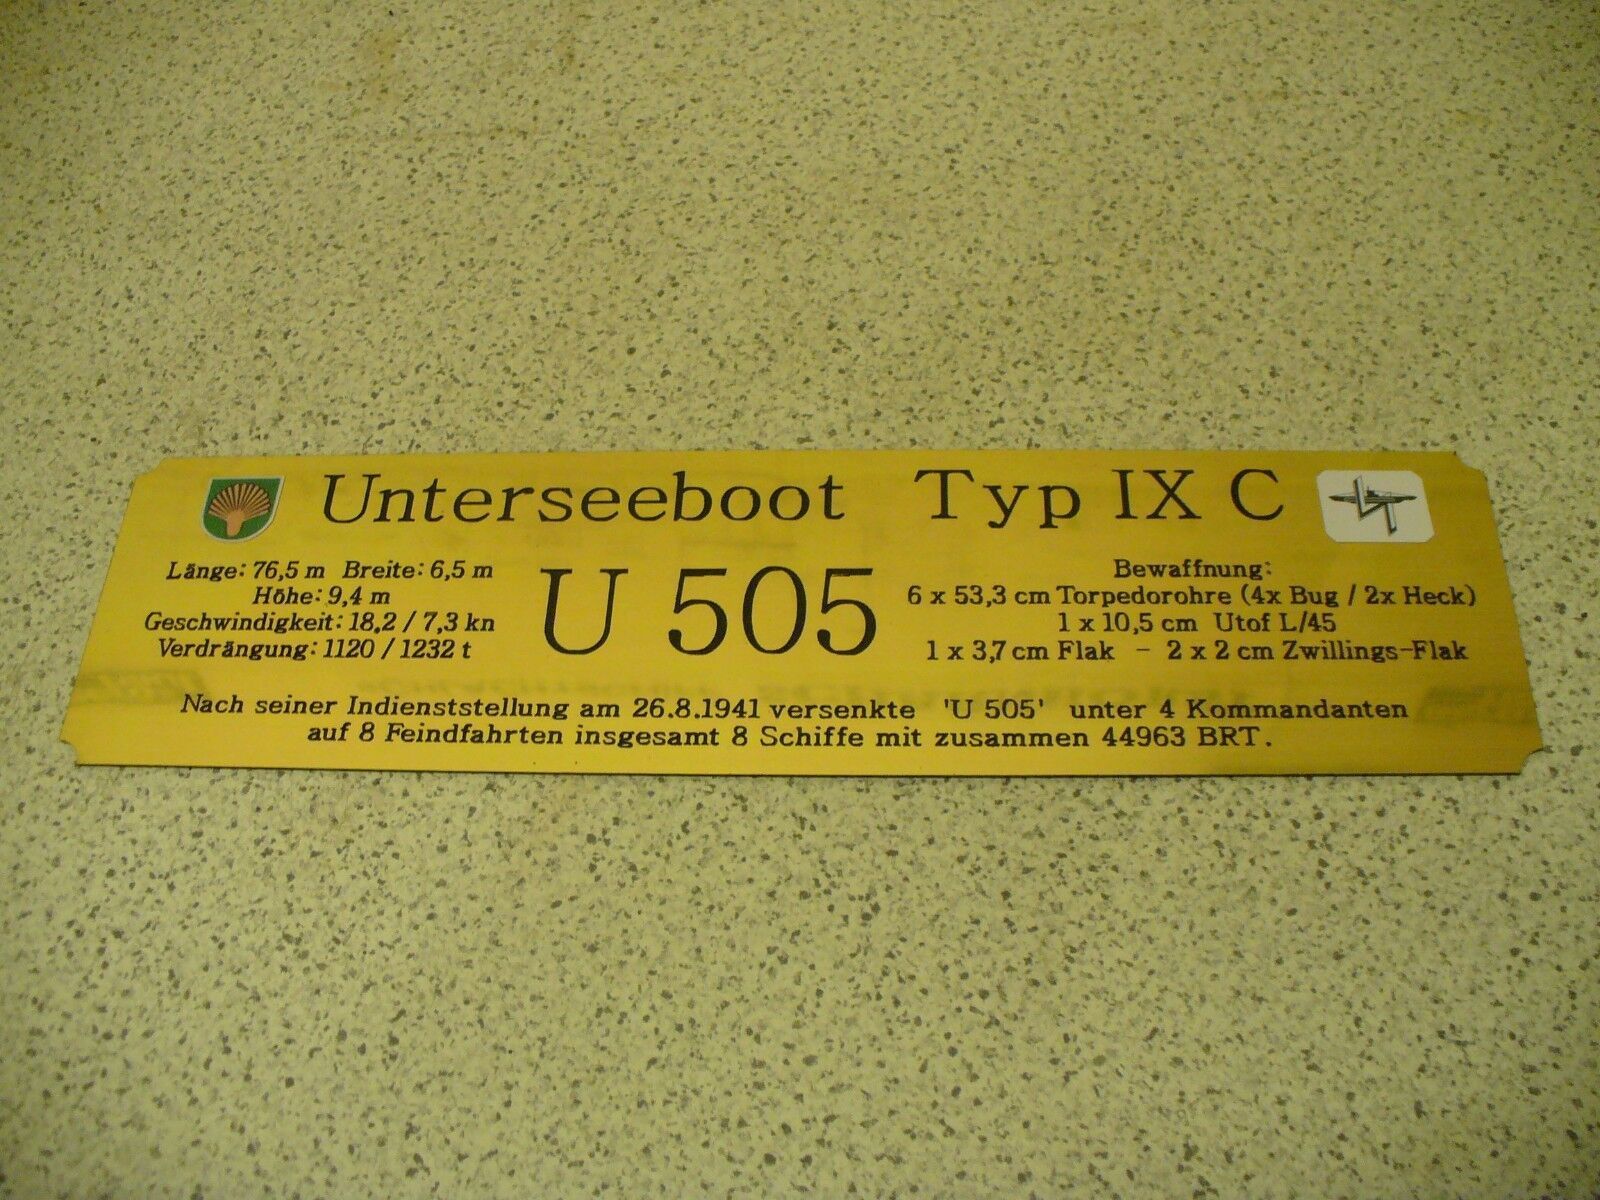 Unterseeboot Typ IX C
U 505
Länge: 76,5 m Breite: 6,5 m
Höhe: 9,4 m
Geschwindigkeit: 18,2 / 7,3 kn
Verdrängung: 1120 / 1232 t
Bewaffnung:
6 x 53,3 cm Torpedorohre (4x Bug / 2x Heck)
1 x 10,5 cm Utof L/45
1 x 3,7 cm Flak - 2 x 2 cm Zwillings-Flak
Nach seiner Indienststellung am 26.8.1941 versenkte 'U 505' unter 4 Kommandanten
auf 8 Feindfahrten insgesamt 8 Schiffe mit zusammen 44963 BRT.